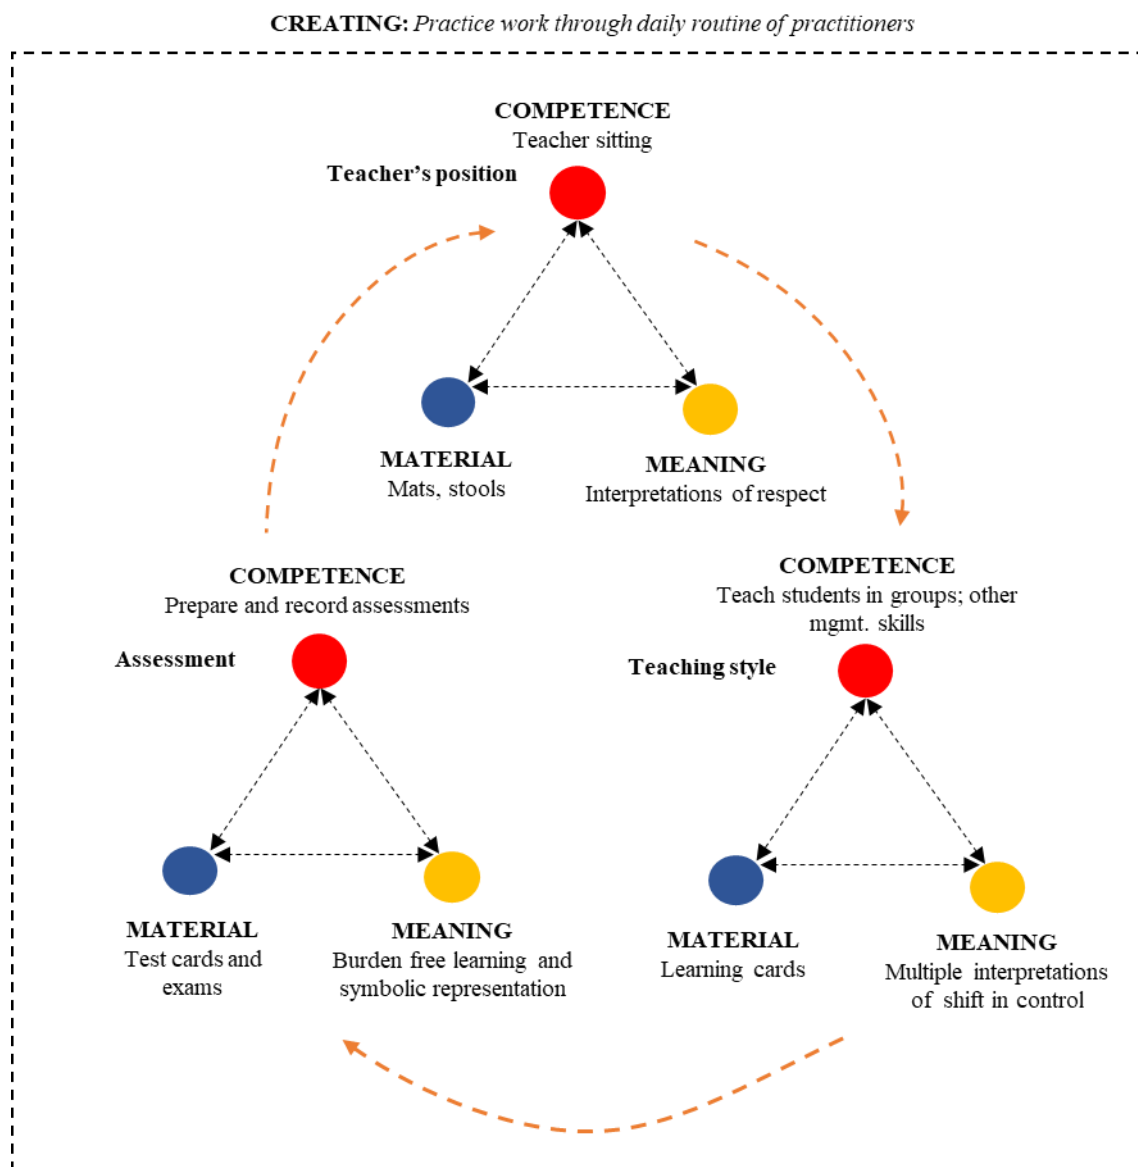 CREATING: Practice work through daily routine of practitioners
COMPETENCE
Teacher sitting
Teacher’s position
MATERIAL
Mats, stools
MEANING
Interpretations of respect
COMPETENCE
Prepare and record assessments
Assessment
MATERIAL
Test cards and
exams
MEANING
Burden free learning and
symbolic representation
COMPETENCE
Teach students in groups; other
mgmt. skills
Teaching style
MATERIAL
Learning cards
MEANING
Multiple interpretations
of shift in control